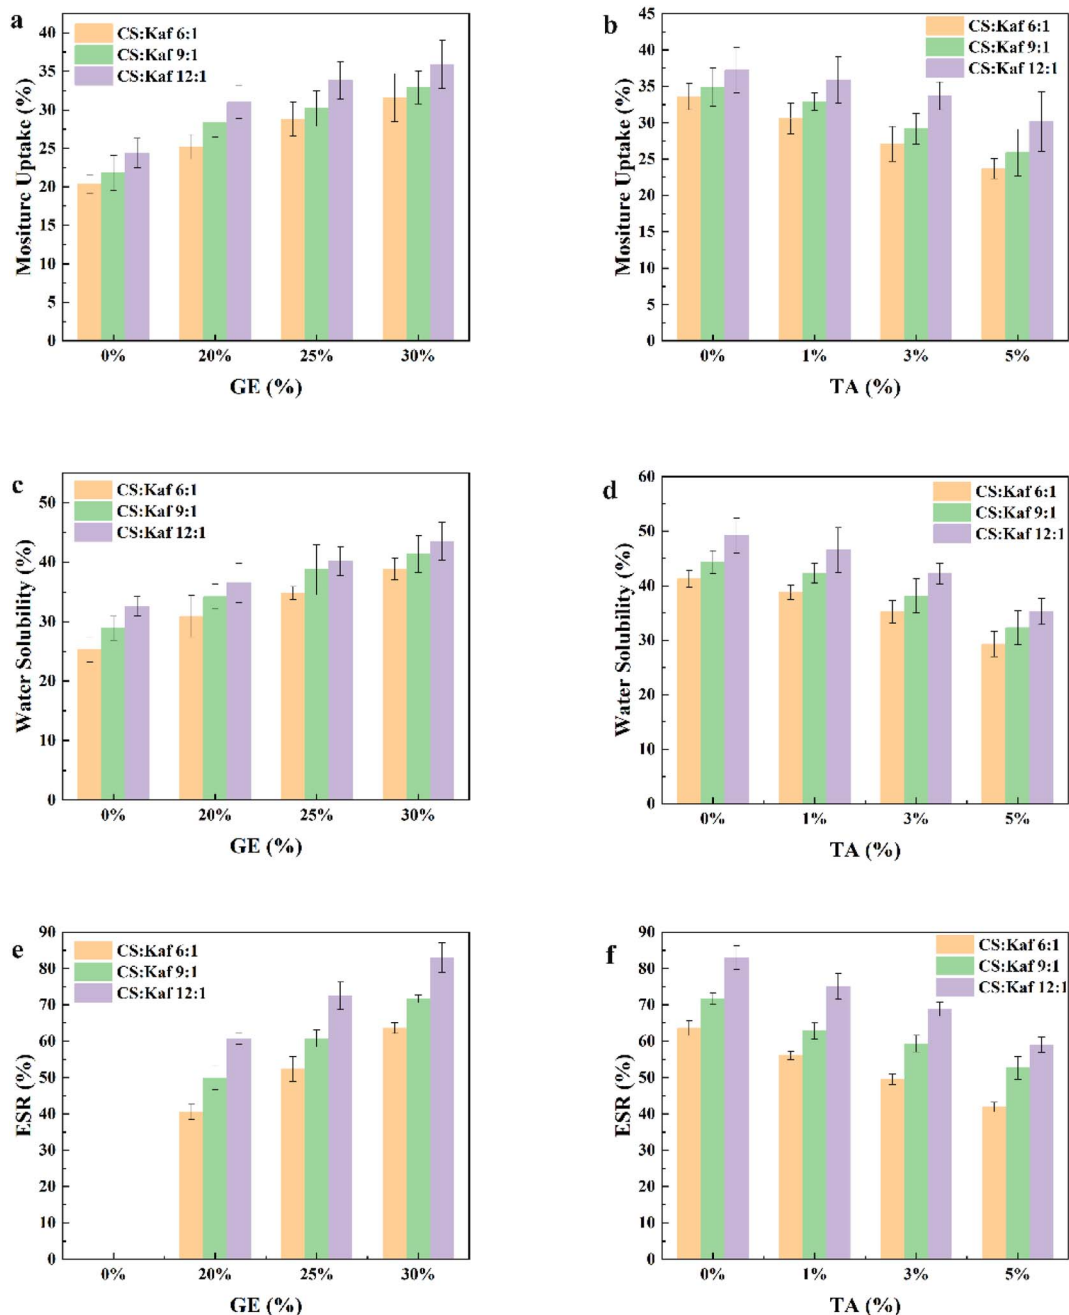 a
CS:Kaf 6:1
CS:Kaf 9:1
CS:Kaf 12:1
Mositure Uptake (%)
40
35
30
25
20
15
10
5
0
0% 20% 25% 30%
GE (%)
b
CS:Kaf 6:1
CS:Kaf 9:1
CS:Kaf 12:1
Mositure Uptake (%)
45
40
35
30
25
20
15
10
5
0
0% 1% 3% 5%
TA (%)
c
CS:Kaf 6:1
CS:Kaf 9:1
CS:Kaf 12:1
Water Solubility (%)
50
40
30
20
10
0
0% 20% 25% 30%
GE (%)
d
CS:Kaf 6:1
CS:Kaf 9:1
CS:Kaf 12:1
Water Solubility (%)
60
50
40
30
20
10
0
0% 1% 3% 5%
TA (%)
e
CS:Kaf 6:1
CS:Kaf 9:1
CS:Kaf 12:1
ESR (%)
90
80
70
60
50
40
30
20
10
0
0% 20% 25% 30%
GE (%)
f
CS:Kaf 6:1
CS:Kaf 9:1
CS:Kaf 12:1
ESR (%)
90
80
70
60
50
40
30
20
10
0
0% 1% 3% 5%
TA (%)